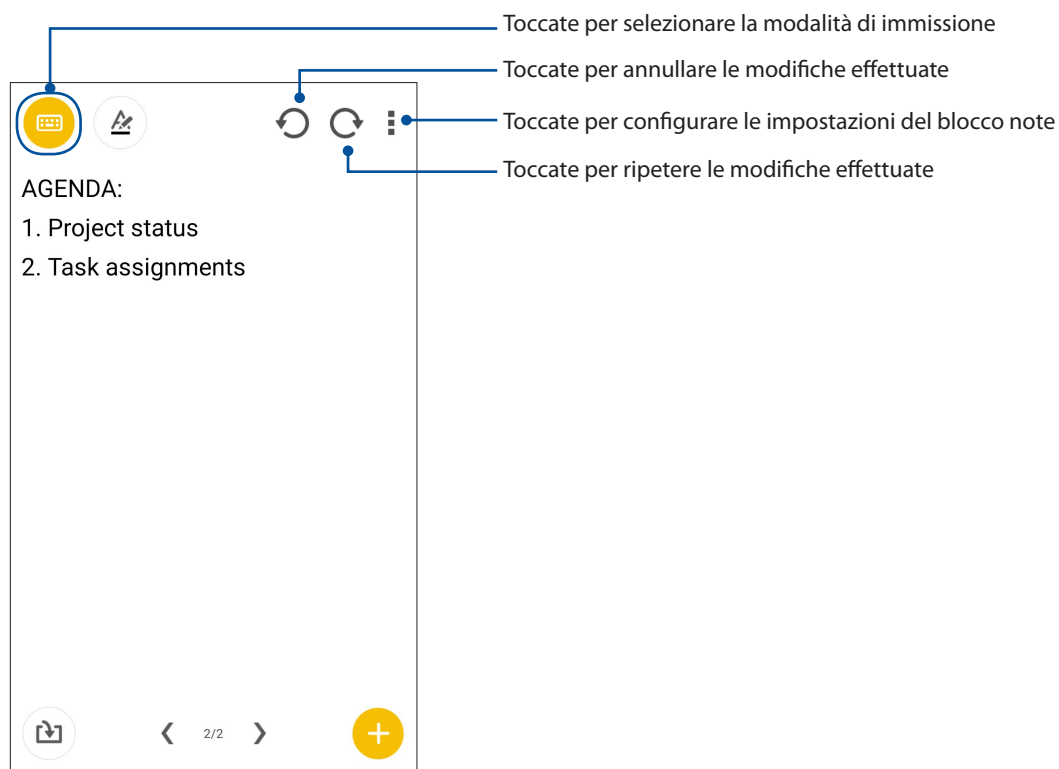 Toccate per selezionare la modalità di immissione
Toccate per annullare le modifiche effettuate
Toccate per configurare le impostazioni del blocco note
Toccate per ripetere le modifiche effettuate
AGENDA:
1. Project status
2. Task assignments
2/2